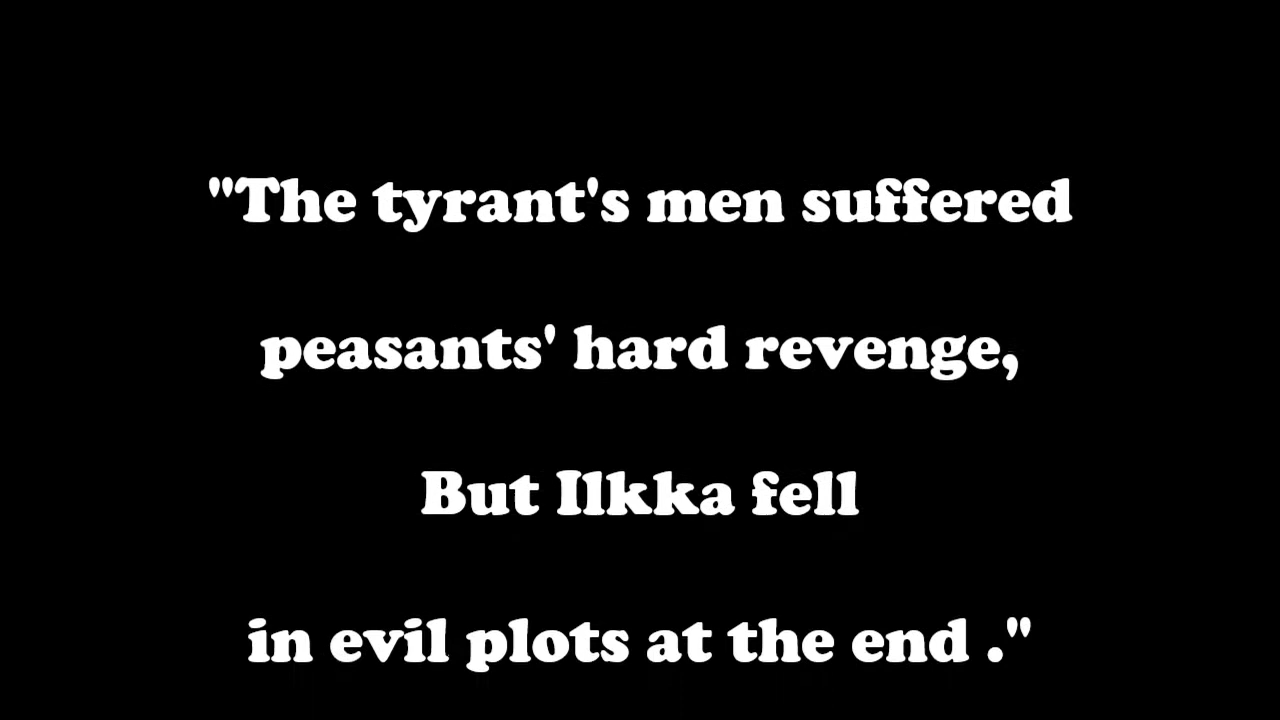 "The tyrant's men suffered
peasants' hard revenge,
But Ilkka fell
in evil plots at the end ."